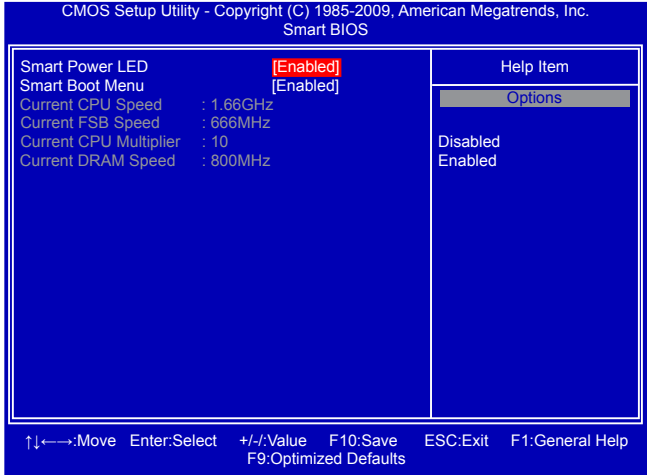 CMOS Setup Utility - Copyright (C) 1985-2009, American Megatrends, Inc.
Smart BIOS
Smart Power LED [Enabled]
Smart Boot Menu [Enabled]
Current CPU Speed : 1.66GHz
Current FSB Speed : 666MHz
Current CPU Multiplier : 10
Current DRAM Speed : 800MHz
Help Item
Options
Disabled
Enabled
↑↓←→:Move Enter:Select +/-/:Value F10:Save ESC:Exit F1:General Help
F9:Optimized Defaults